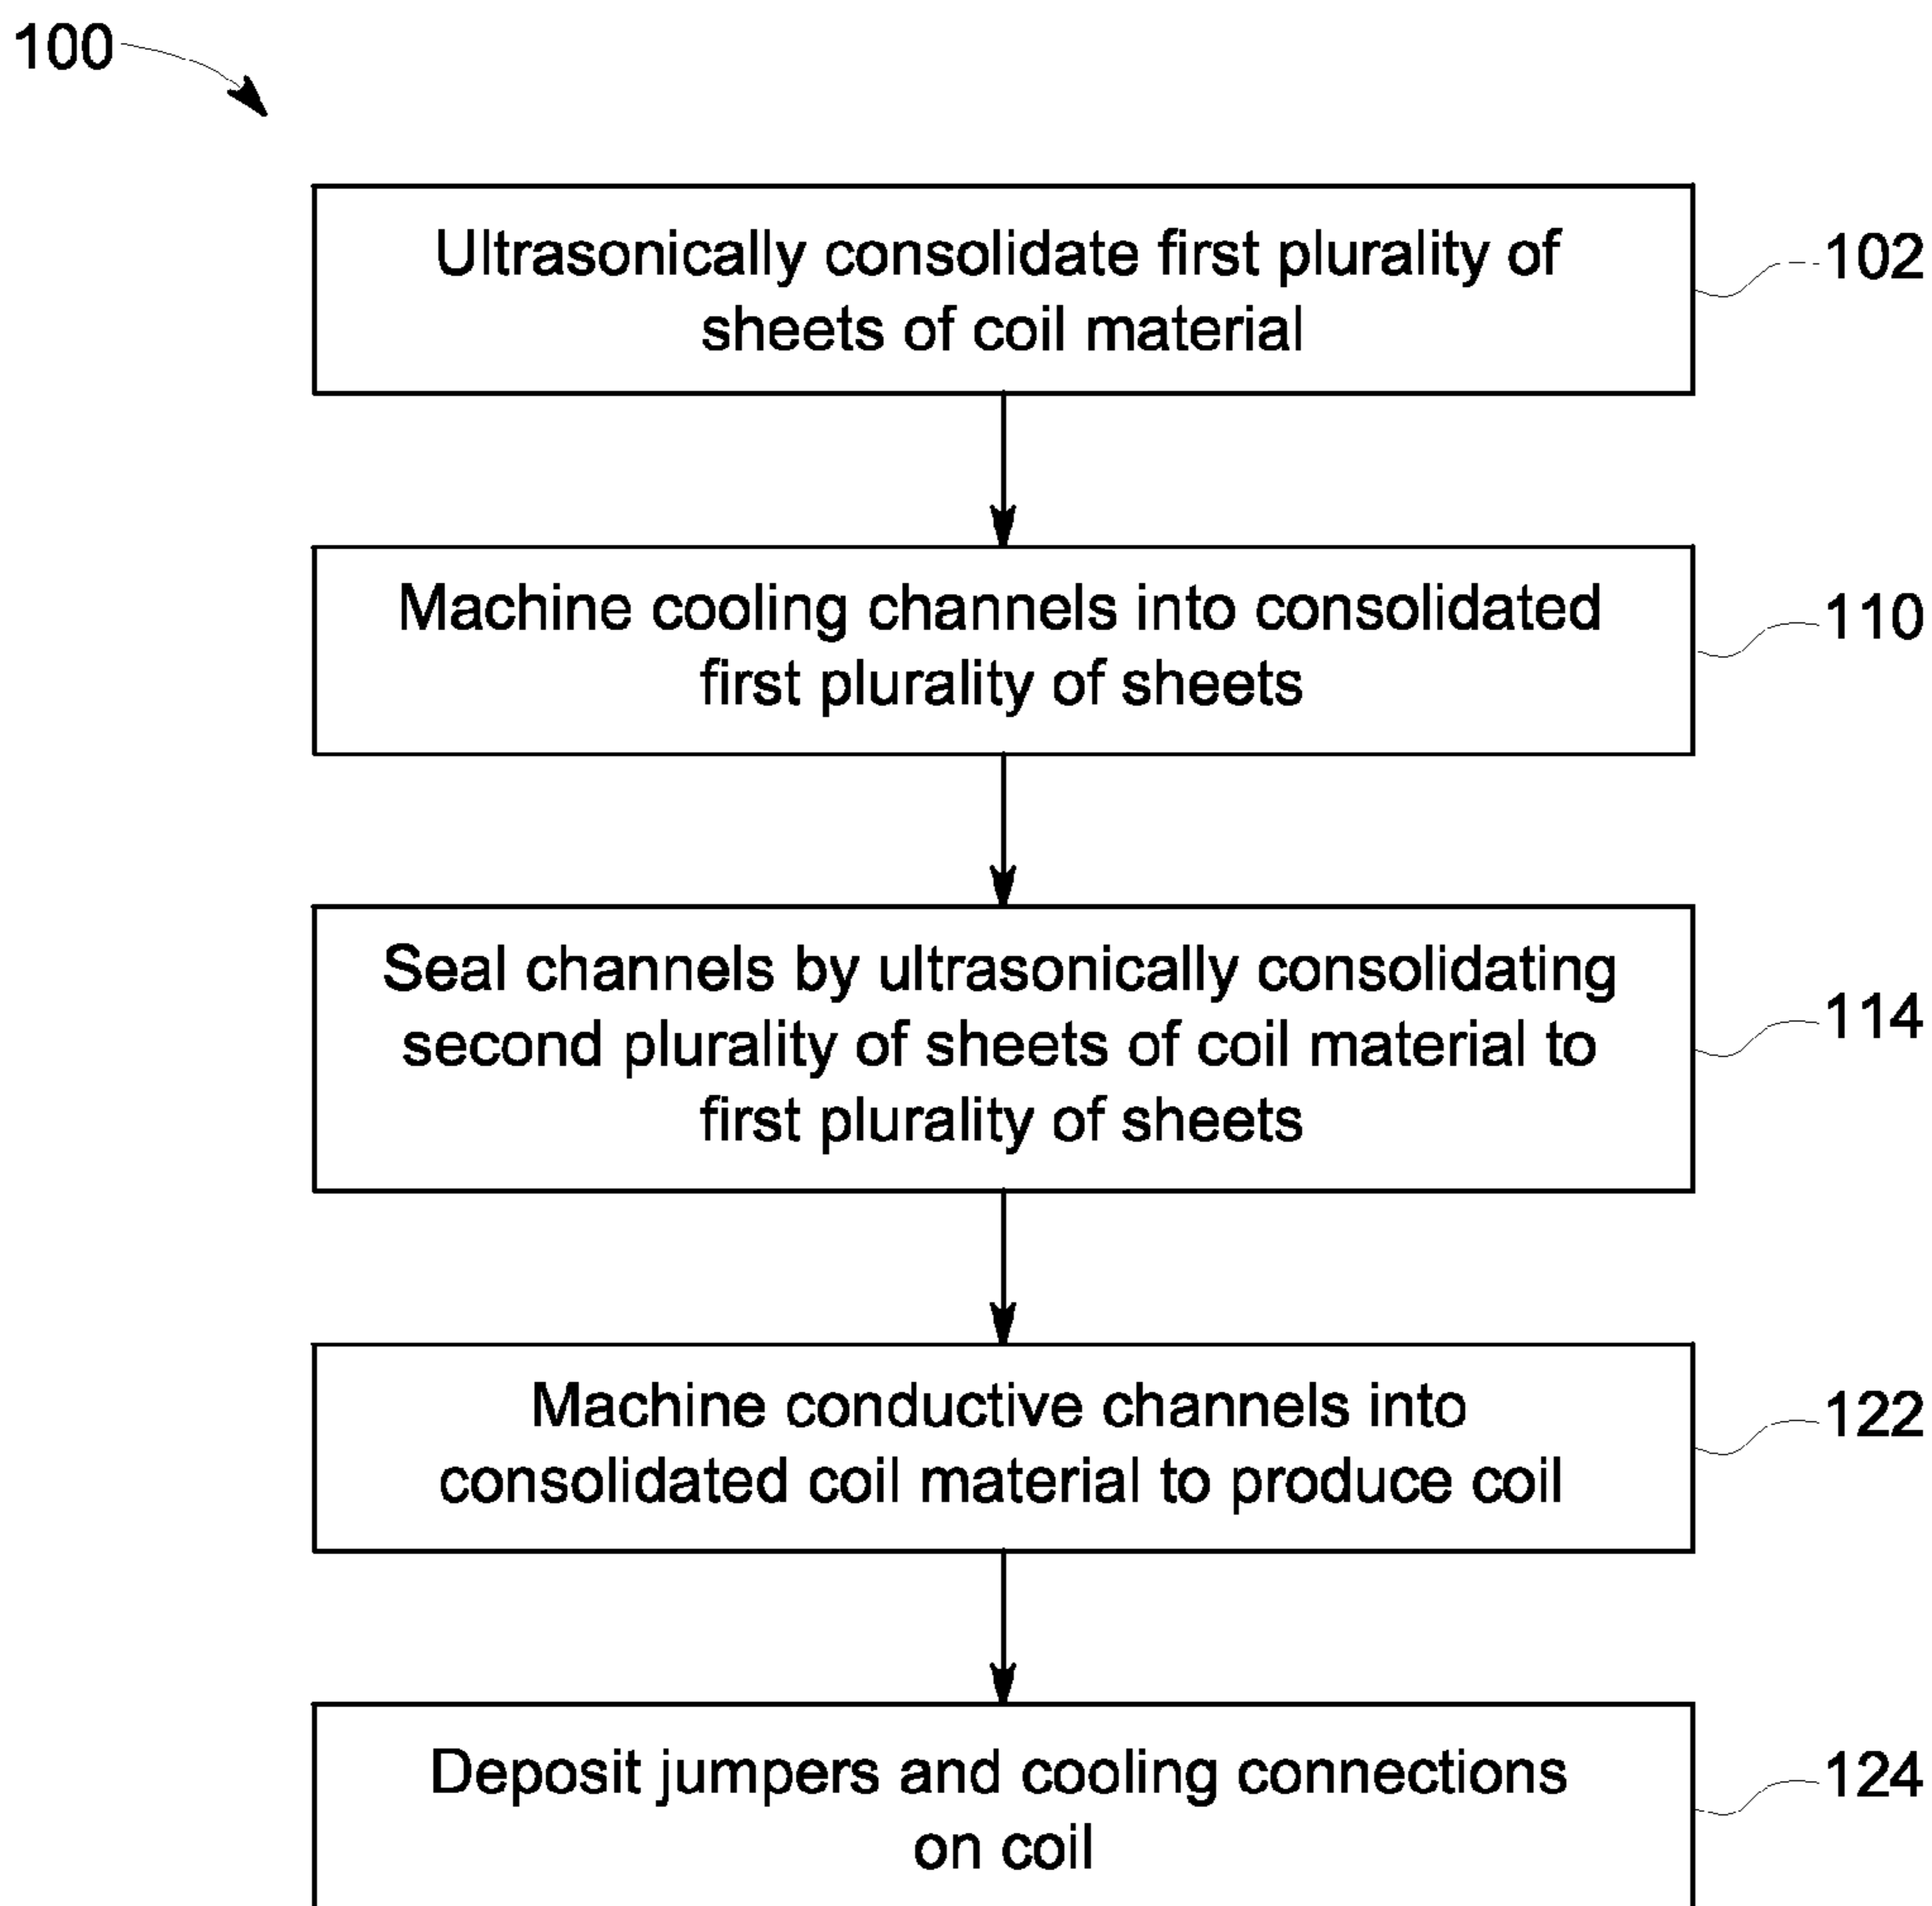 100
Ultrasonically consolidate first plurality of
sheets of coil material
102
Machine cooling channels into consolidated
first plurality of sheets
110
Seal channels by ultrasonically consolidating
second plurality of sheets of coil material to
first plurality of sheets
114
Machine conductive channels into
consolidated coil material to produce coil
122
Deposit jumpers and cooling connections
on coil
124